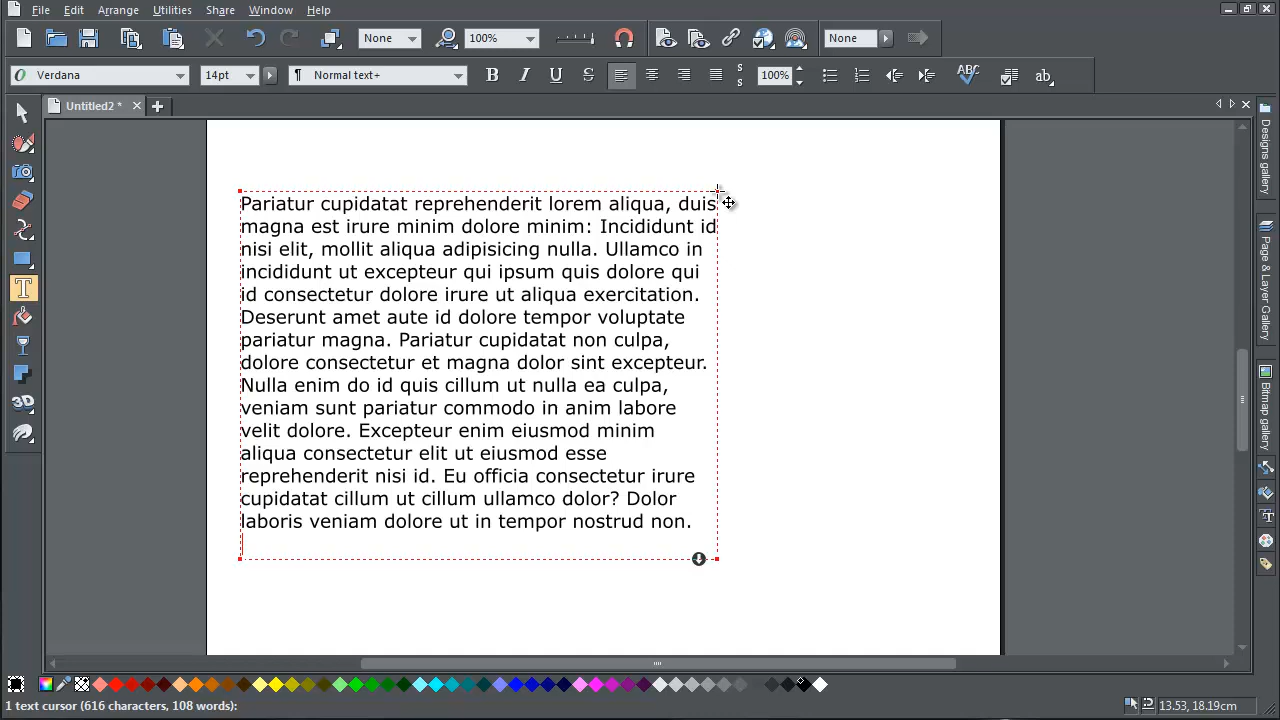 File Edit Arrange Utilities Share Window Help
None 100% None
Verdana 14pt ¶ Normal text+ B I U S S S 100% ABC ab
Untitled2 *
Designs gallery
Page & Layer Gallery
Bitmap gallery
T
3D
Pariatur cupidatat reprehenderit lorem aliqua, duis
magna est irure minim dolore minim: Incididunt id
nisi elit, mollit aliqua adipisicing nulla. Ullamco in
incididunt ut excepteur qui ipsum quis dolore qui
id consectetur dolore irure ut aliqua exercitation.
Deserunt amet aute id dolore tempor voluptate
pariatur magna. Pariatur cupidatat non culpa,
dolore consectetur et magna dolor sint excepteur.
Nulla enim do id quis cillum ut nulla ea culpa,
veniam sunt pariatur commodo in anim labore
velit dolore. Excepteur enim eiusmod minim
aliqua consectetur elit ut eiusmod esse
reprehenderit nisi id. Eu officia consectetur irure
cupidatat cillum ut cillum ullamco dolor? Dolor
laboris veniam dolore ut in tempor nostrud non.
1 text cursor (616 characters, 108 words):
13.53, 18.19cm